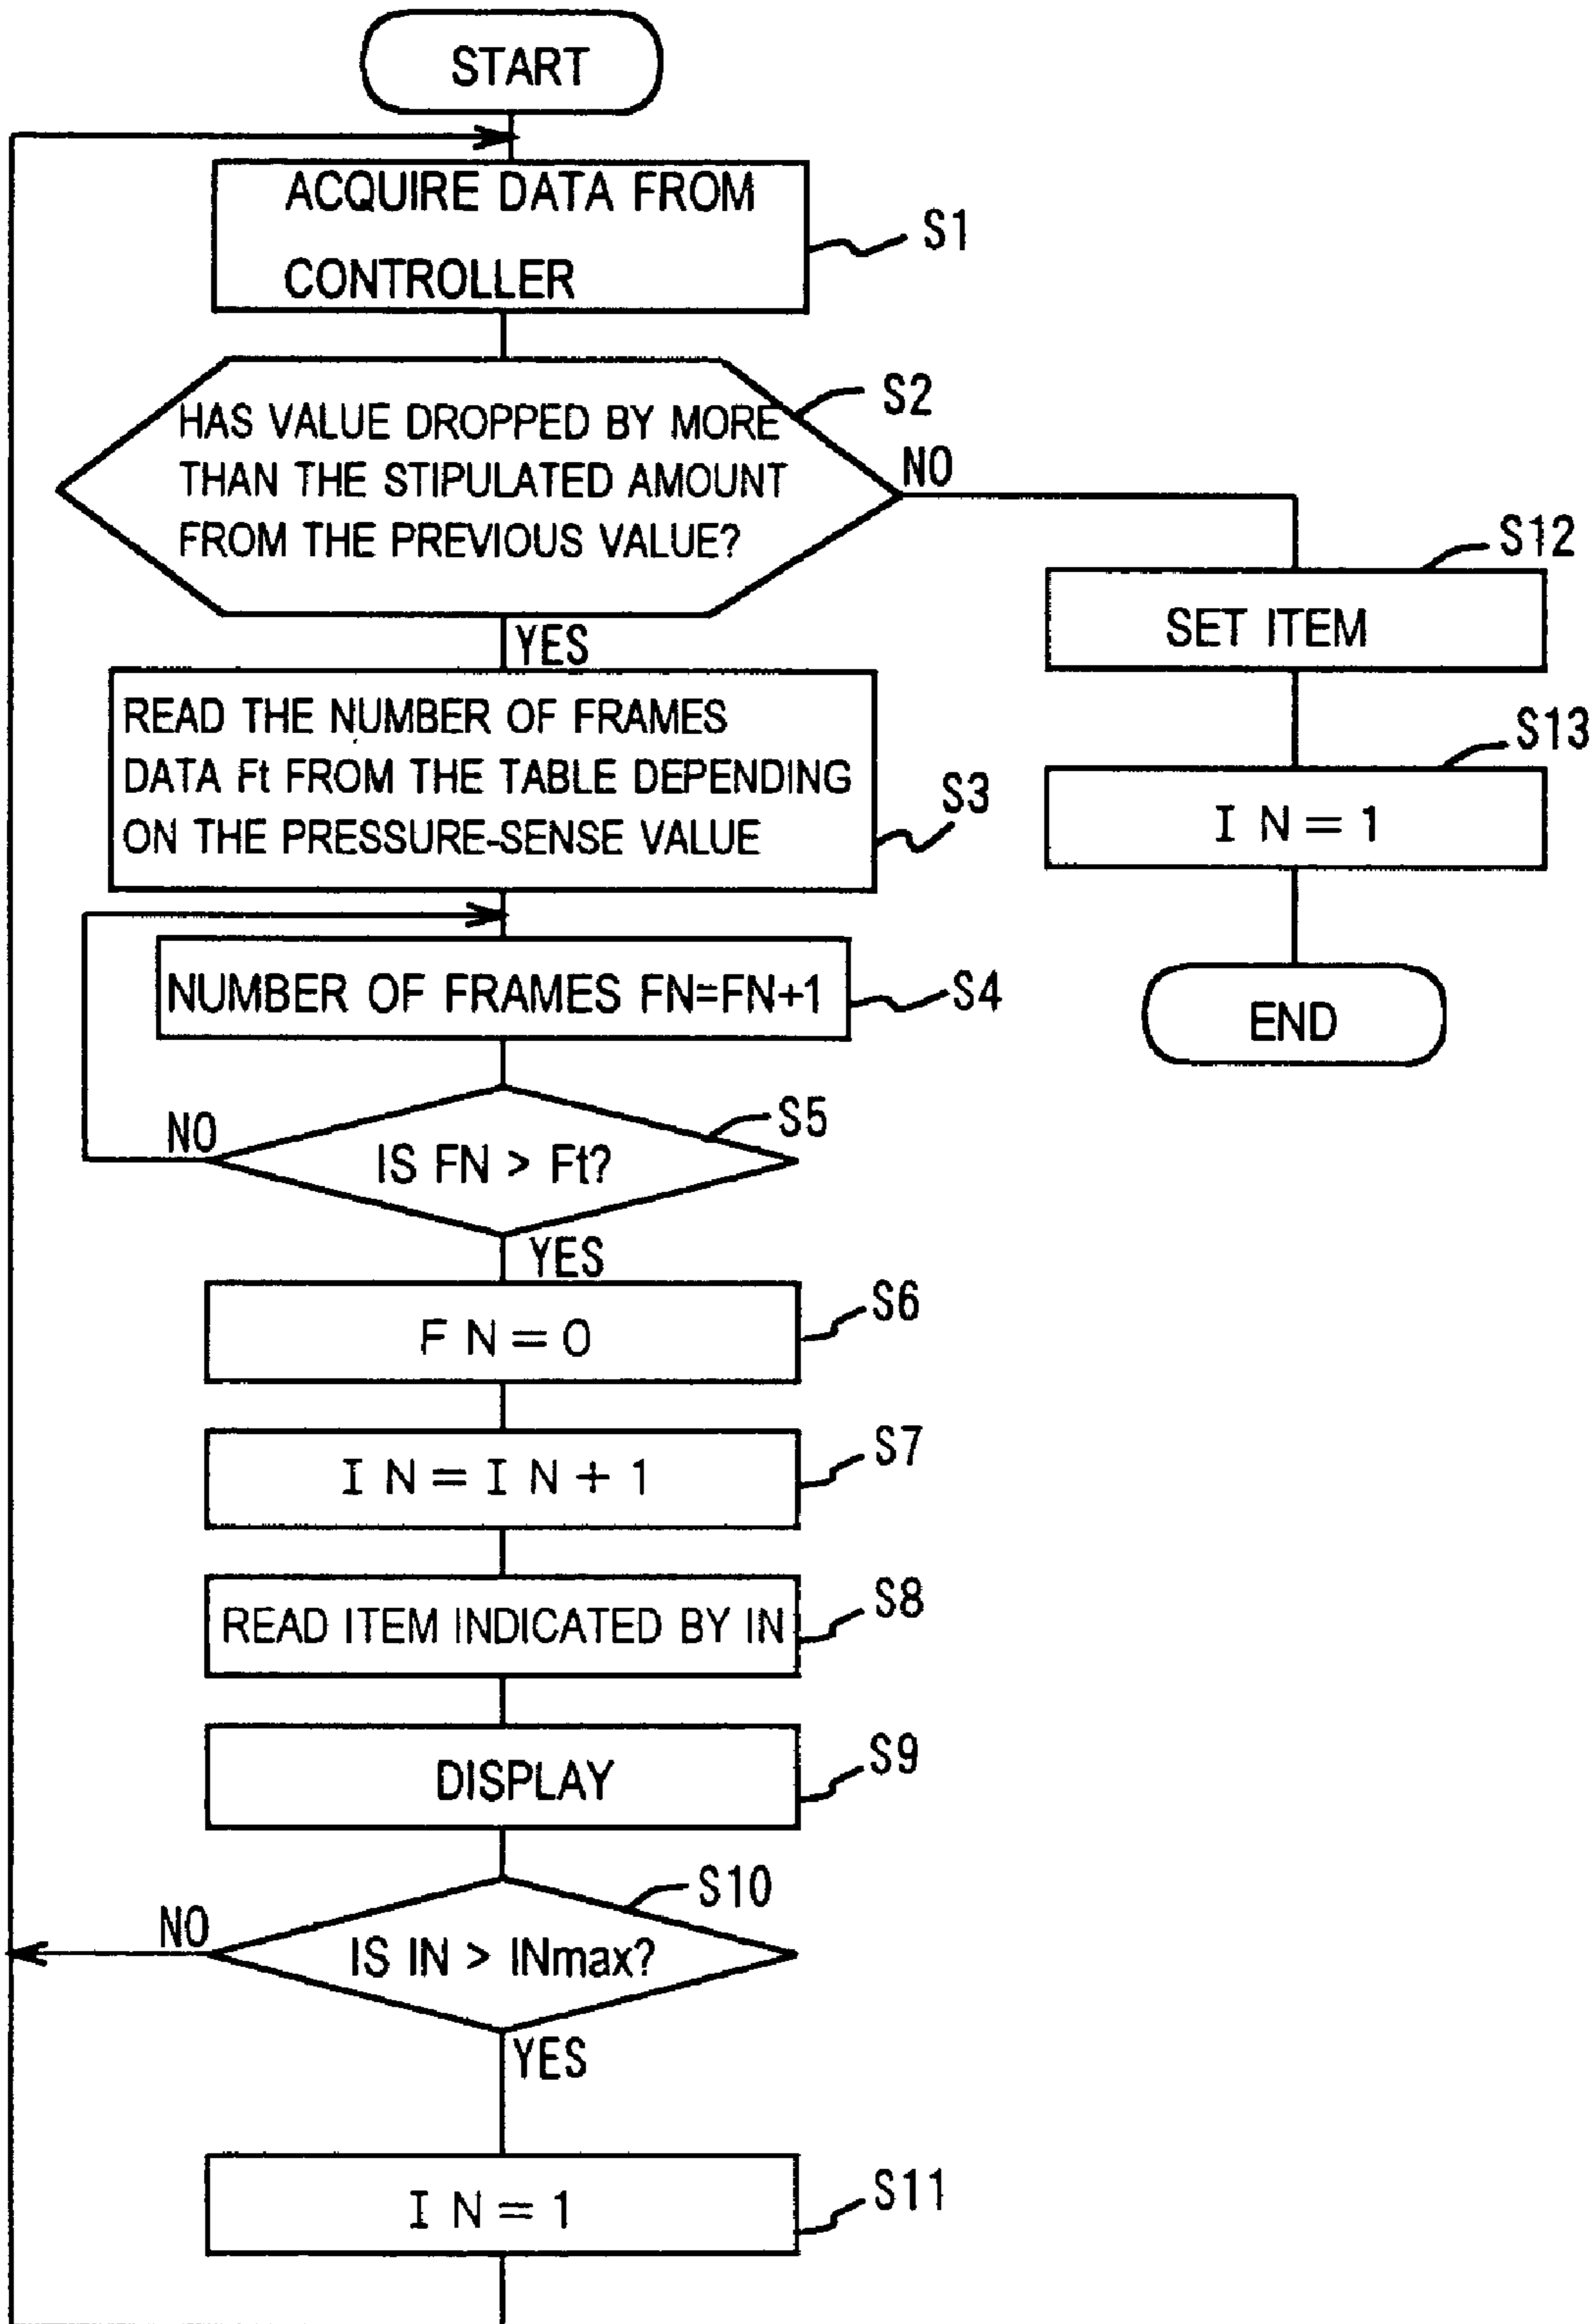 START
ACQUIRE DATA FROM
CONTROLLER
S1
HAS VALUE DROPPED BY MORE
THAN THE STIPULATED AMOUNT
FROM THE PREVIOUS VALUE?
S2
NO
YES
S12
SET ITEM
READ THE NUMBER OF FRAMES
DATA Ft FROM THE TABLE DEPENDING
ON THE PRESSURE-SENSE VALUE
S3
S13
I N = 1
NUMBER OF FRAMES FN=FN+1
S4
END
IS FN > Ft?
S5
NO
YES
F N = 0
S6
I N = I N + 1
S7
READ ITEM INDICATED BY IN
S8
DISPLAY
S9
IS IN > INmax?
S10
NO
YES
I N = 1
S11